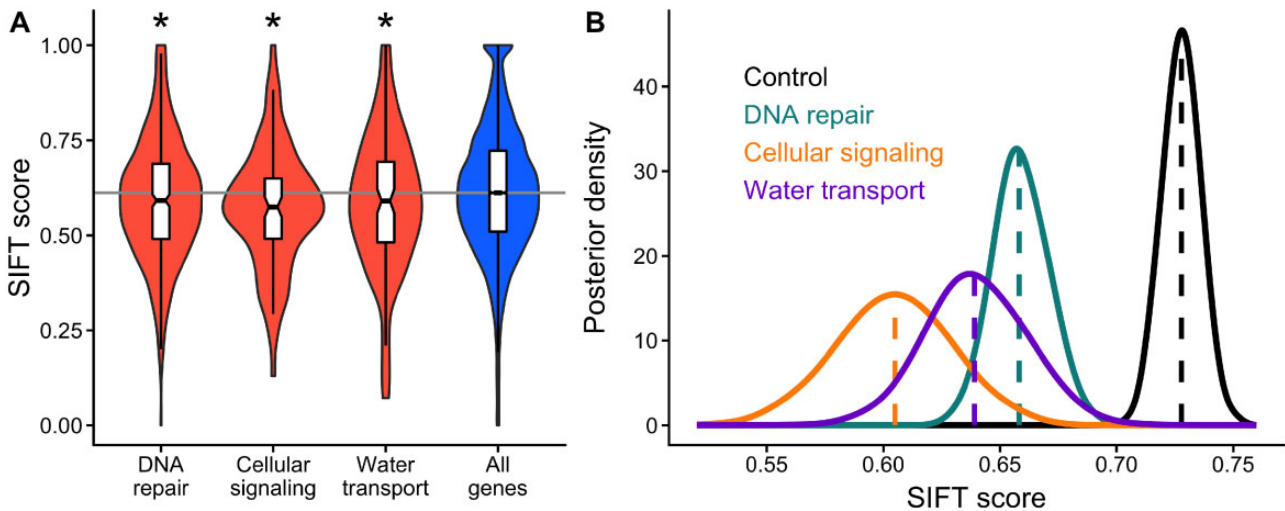 A
* * *
SIFT score
1.00
0.75
0.50
0.25
0.00
DNA repair
Cellular signaling
Water transport
All genes
B
Posterior density
40
30
20
10
0
Control
DNA repair
Cellular signaling
Water transport
0.55 0.60 0.65 0.70 0.75
SIFT score